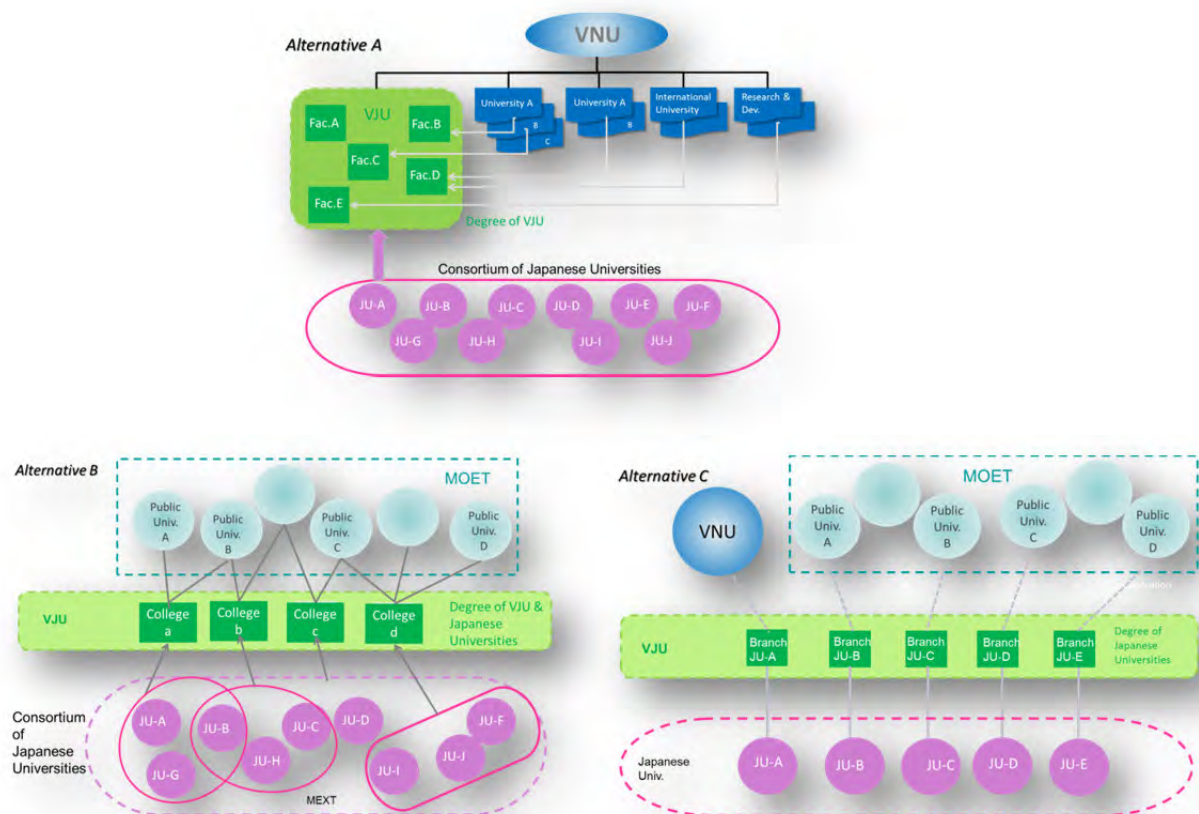 Alternative A
VNU
VJU
Fac.A
Fac.B
Fac.C
Fac.D
Fac.E
University A
B
C
University A
B
International
University
Research &
Dev.
Degree of VJU
Consortium of Japanese Universities
JU-A
JU-B
JU-C
JU-D
JU-E
JU-F
JU-G
JU-H
JU-I
JU-J
Alternative B
MOET
Public
Univ.
A
Public
Univ.
B
Public
Univ.
C
Public
Univ.
D
VJU
College
a
College
b
College
c
College
d
Degree of VJU &
Japanese
Universities
Consortium
of
Japanese
Universities
JU-A
JU-B
JU-C
JU-D
JU-F
JU-G
JU-H
JU-I
JU-J
MEXT
Alternative C
VNU
MOET
Public
Univ.
A
Public
Univ.
B
Public
Univ.
C
Public
Univ.
D
VJU
Branch
JU-A
Branch
JU-B
Branch
JU-C
Branch
JU-D
Branch
JU-E
Degree of
Japanese
Universities
Japanese
Univ.
JU-A
JU-B
JU-C
JU-D
JU-E